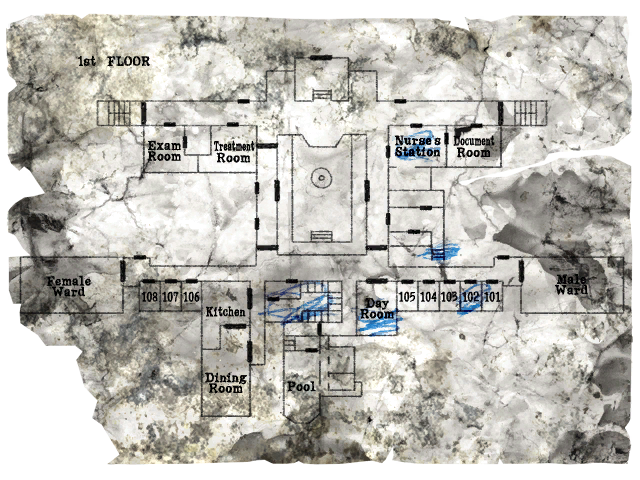 1st FLOOR
Exam
Room
Treatment
Room
Nurse's
Station
Document
Room
Female
Ward
108
107
106
Kitchen
Day
Room
105
104
103
102
101
Male
Ward
Dining
Room
Pool